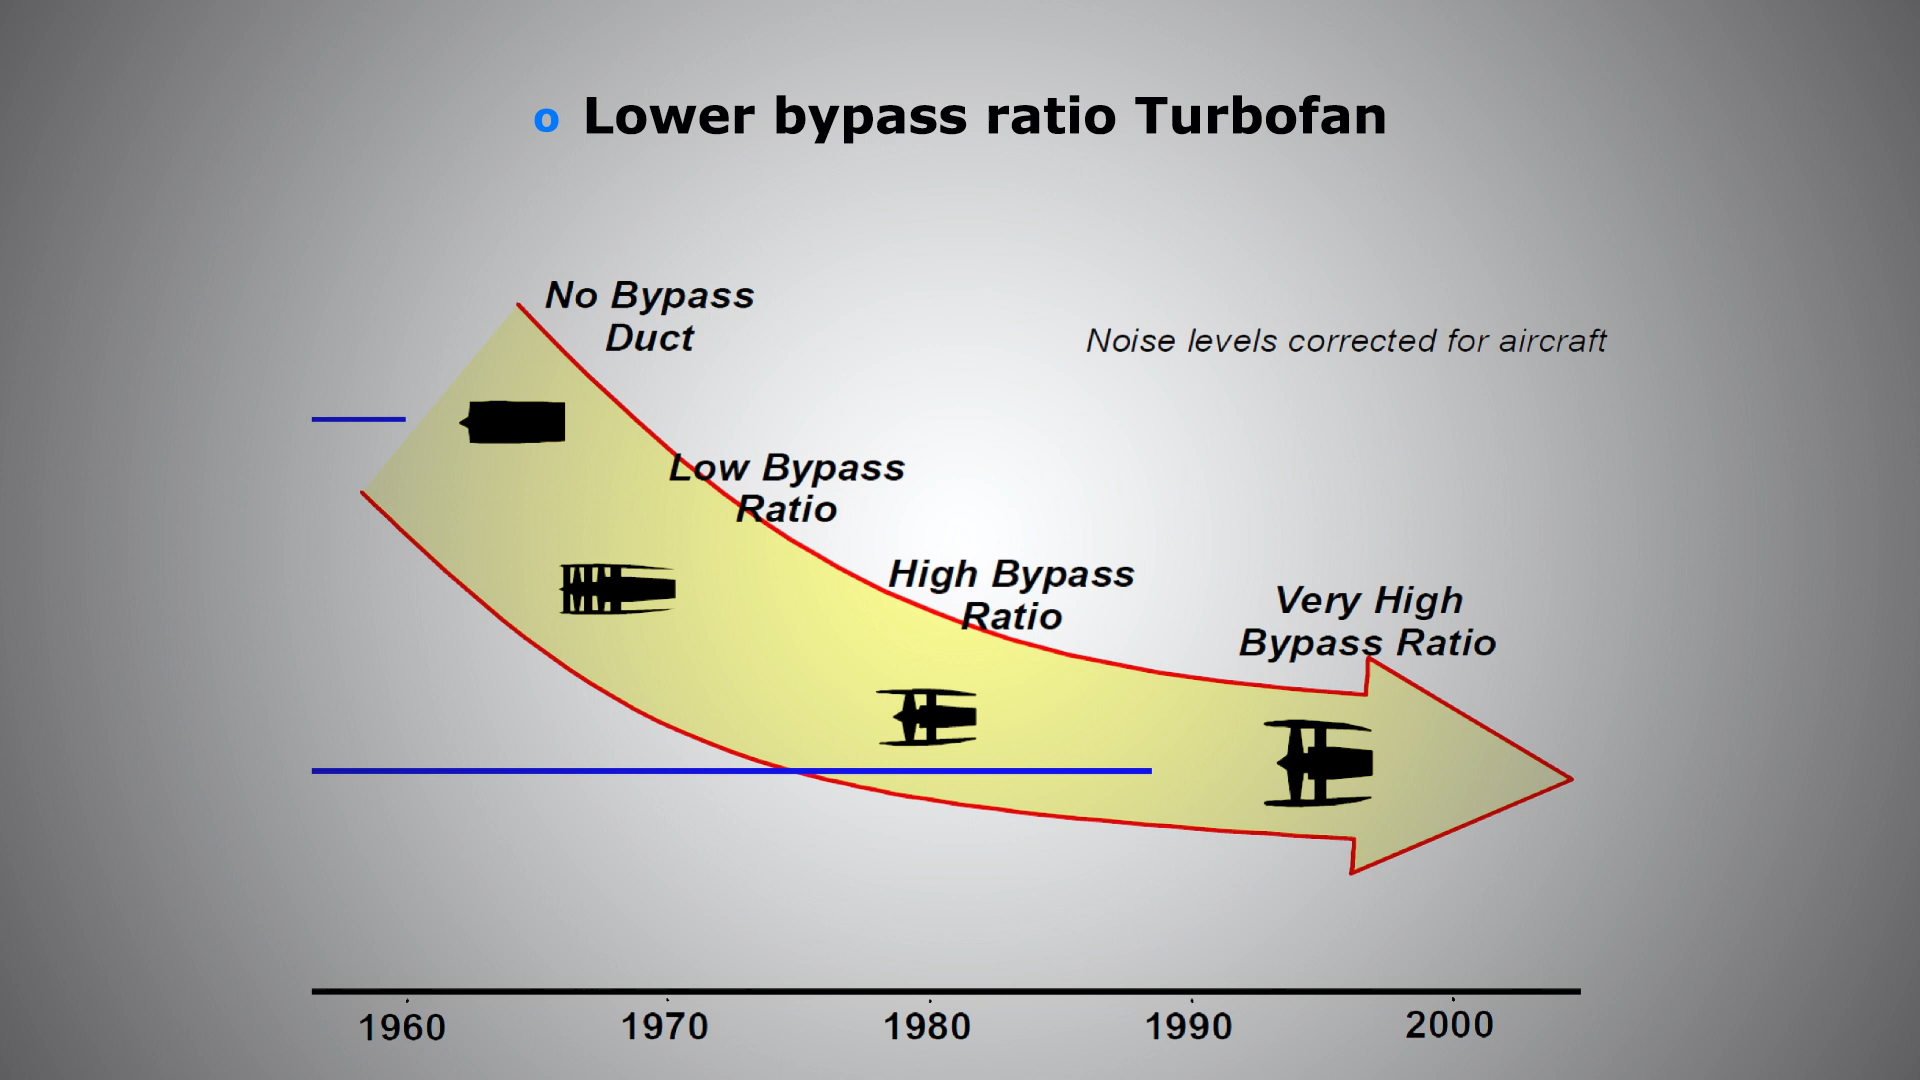 o Lower bypass ratio Turbofan
No Bypass
Duct
Noise levels corrected for aircraft
Low Bypass
Ratio
High Bypass
Ratio
Very High
Bypass Ratio
1960 1970 1980 1990 2000